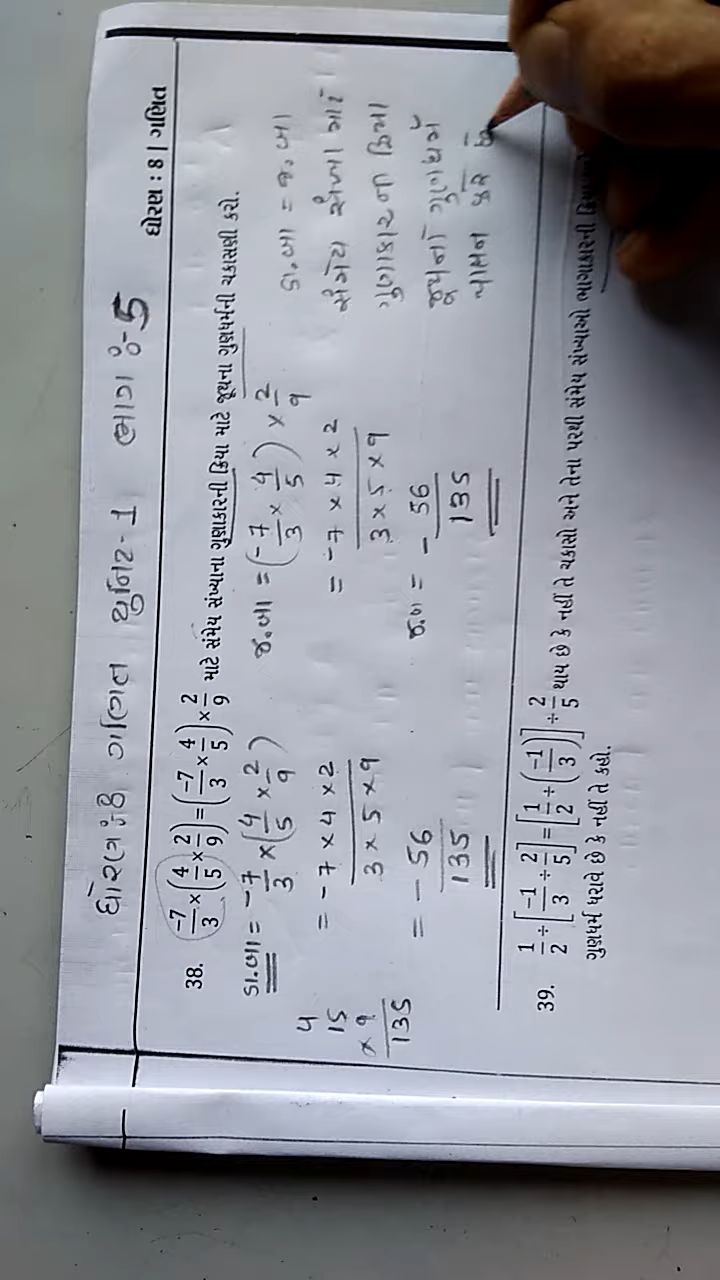 ધોરણ:8 ગણિત યુનિટ-1 ભાગ :-5
ધોરણ : 8 | ગણિત
38. -7/3 × (4/5 × 2/9) = (-7/3 × 4/5) × 2/9 માટે સંમેય સંખ્યાના ગુણાકારની ક્રિયા માટે જૂથના ગુણધર્મની ચકાસણી કરો.
ડા.બા = -7/3 × (4/5 × 2/9)
= -7 × 4 × 2 / 3 × 5 × 9
= - 56/135
4
15
× 9
135
જ.બા = (-7/3 × 4/5) × 2/9
= -7 × 4 × 2 / 3 × 5 × 9
જ.બા = - 56/135
ડા.બા = જ.બા
સંમેય સંખ્યા માટે
ગુણાકારની ક્રિયા
જૂથનો ગુણધર્મ
પાલન કરે છે
39. 1/2 ÷ [-1/3 ÷ 2/5] = [1/2 ÷ (-1/3)] ÷ 2/5 થાય છે કે નહીં તે ચકાસો અને તેના પરથી સંમેય સંખ્યાઓ ભાગાકારની
ગુણધર્મ ધરાવે છે કે નહીં તે કહો.